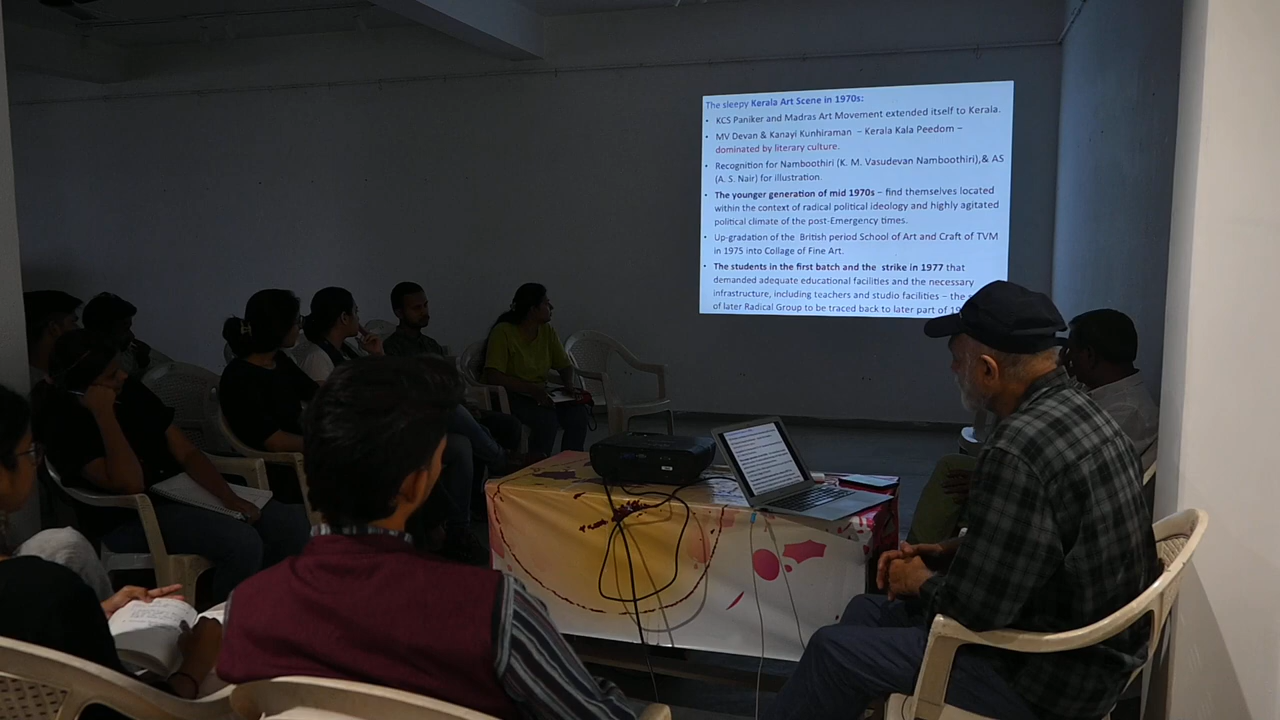 The sleepy Kerala Art Scene in 1970s:
• KCS Paniker and Madras Art Movement extended itself to Kerala.
• MV Devan & Kanayi Kunhiraman – Kerala Kala Peedom –
dominated by literary culture.
• Recognition for Namboothiri (K. M. Vasudevan Namboothiri),& AS
(A. S. Nair) for illustration.
• The younger generation of mid 1970s – find themselves located
within the context of radical political ideology and highly agitated
political climate of the post-Emergency times.
• Up-gradation of the British period School of Art and Craft of TVM
in 1975 into Collage of Fine Art.
• The students in the first batch and the strike in 1977 that
demanded adequate educational facilities and the necessary
infrastructure, including teachers and studio facilities – the
of later Radical Group to be traced back to later part of